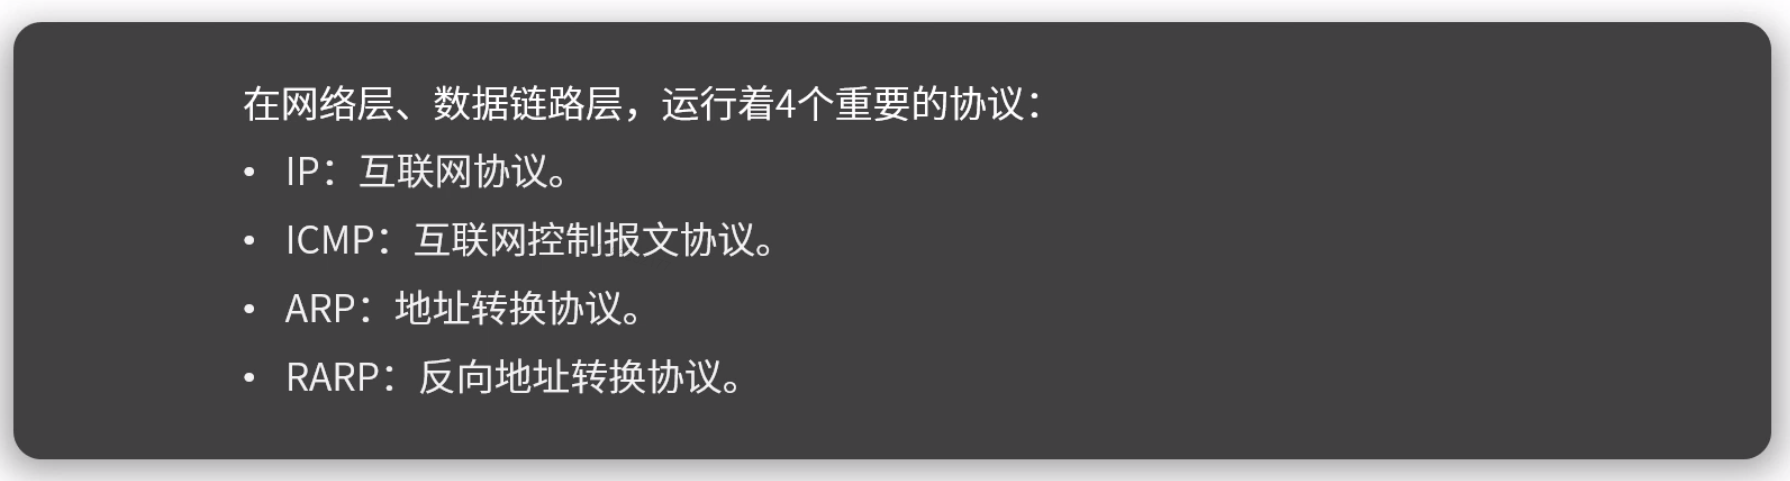 在网络层、数据链路层，运行着4个重要的协议：
• IP：互联网协议。
• ICMP：互联网控制报文协议。
• ARP：地址转换协议。
• RARP：反向地址转换协议。